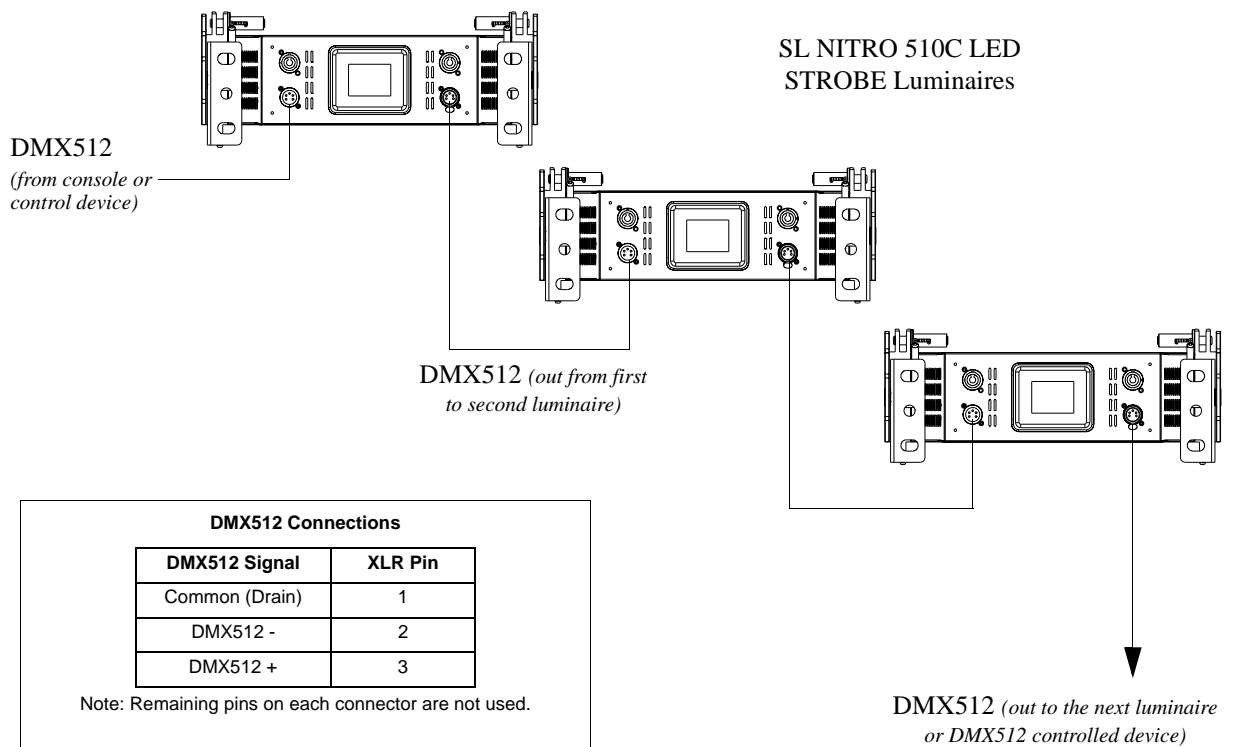 SL NITRO 510C LED
STROBE Luminaires
DMX512
(from console or
control device)
DMX512 (out from first
to second luminaire)
DMX512 Connections
DMX512 Signal XLR Pin
Common (Drain) 1
DMX512 - 2
DMX512 + 3
Note: Remaining pins on each connector are not used.
DMX512 (out to the next luminaire
or DMX512 controlled device)